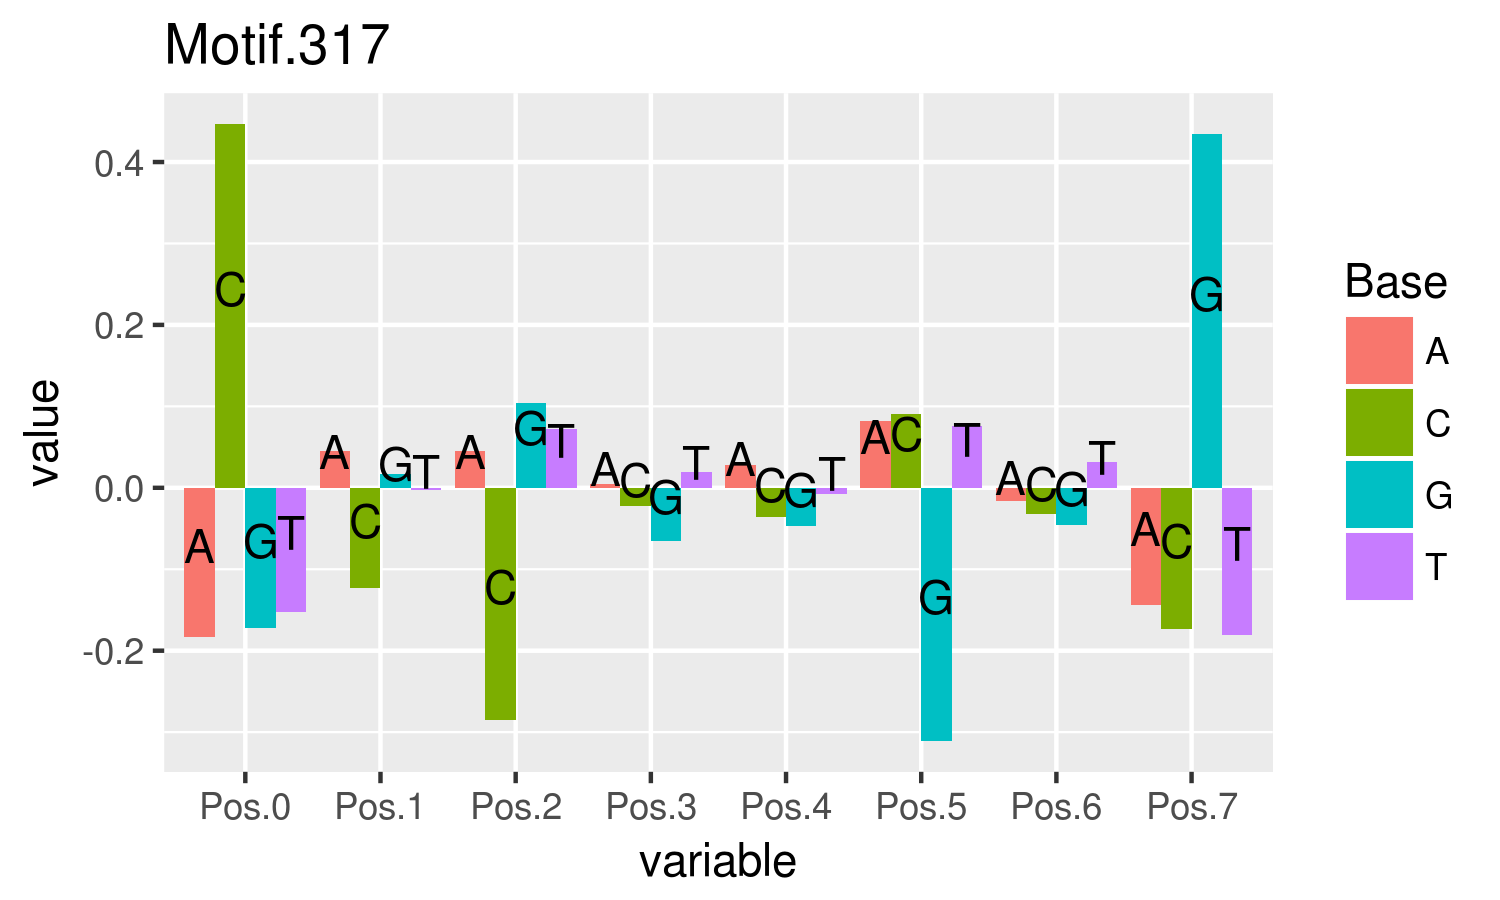 Motif.317
value
0.4
0.2
0.0
-0.2
A C G T
A C G T
A C G T
A C G T
A C G T
A C G T
A C G T
A C G T
Pos.0 Pos.1 Pos.2 Pos.3 Pos.4 Pos.5 Pos.6 Pos.7
variable
Base
A
C
G
T